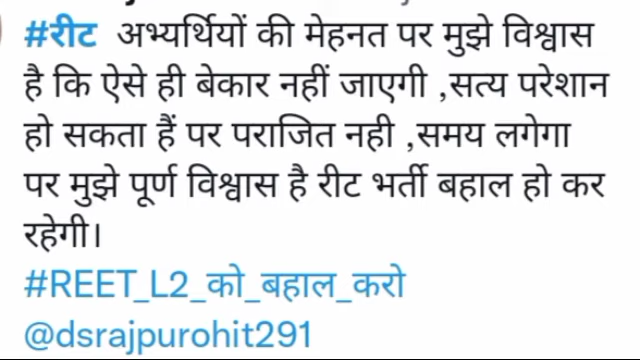 #रीट अभ्यर्थियों की मेहनत पर मुझे विश्वास
है कि ऐसे ही बेकार नहीं जाएगी ,सत्य परेशान
हो सकता हैं पर पराजित नही ,समय लगेगा
पर मुझे पूर्ण विश्वास है रीट भर्ती बहाल हो कर
रहेगी।
#REET_L2_को_बहाल_करो
@dsrajpurohit291